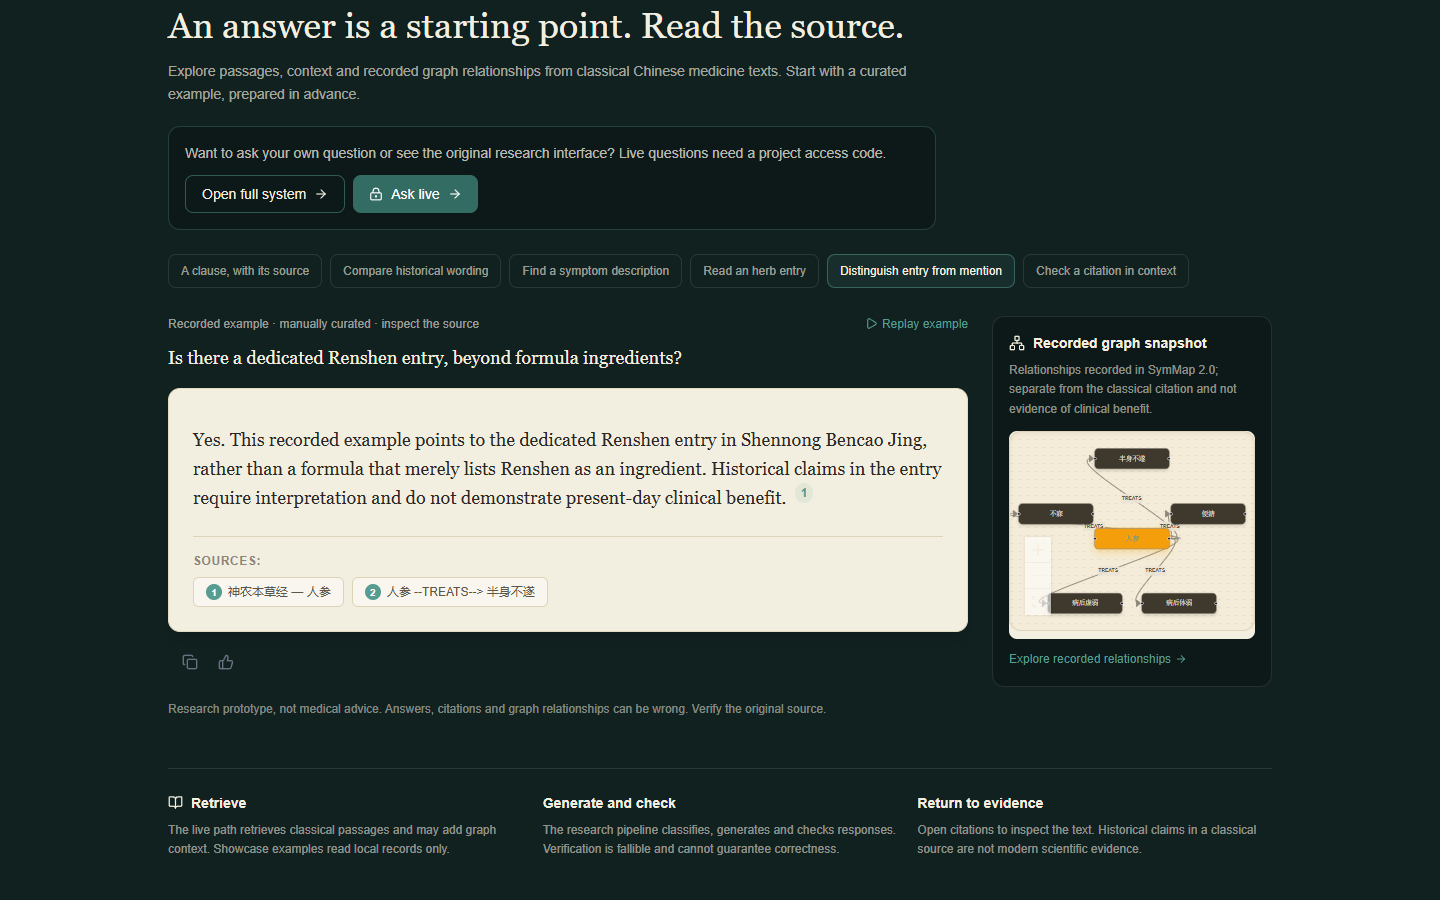 An answer is a starting point. Read the source.
Explore passages, context and recorded graph relationships from classical Chinese medicine texts. Start with a curated
example, prepared in advance.
Want to ask your own question or see the original research interface? Live questions need a project access code.
Open full system →
Ask live →
A clause, with its source
Compare historical wording
Find a symptom description
Read an herb entry
Distinguish entry from mention
Check a citation in context
Recorded example · manually curated · inspect the source
Replay example
Is there a dedicated Renshen entry, beyond formula ingredients?
Yes. This recorded example points to the dedicated Renshen entry in Shennong Bencao Jing,
rather than a formula that merely lists Renshen as an ingredient. Historical claims in the entry
require interpretation and do not demonstrate present-day clinical benefit. 1
SOURCES:
1 神农本草经 — 人参
2 人参 --TREATS--> 半身不遂
Recorded graph snapshot
Relationships recorded in SymMap 2.0;
separate from the classical citation and not
evidence of clinical benefit.
半身不遂
TREATS
不寐
便溏
TREATS
TREATS
人参
TREATS
TREATS
病后虚弱
病后体弱
Explore recorded relationships →
Research prototype, not medical advice. Answers, citations and graph relationships can be wrong. Verify the original source.
Retrieve
The live path retrieves classical passages and may add graph
context. Showcase examples read local records only.
Generate and check
The research pipeline classifies, generates and checks responses.
Verification is fallible and cannot guarantee correctness.
Return to evidence
Open citations to inspect the text. Historical claims in a classical
source are not modern scientific evidence.